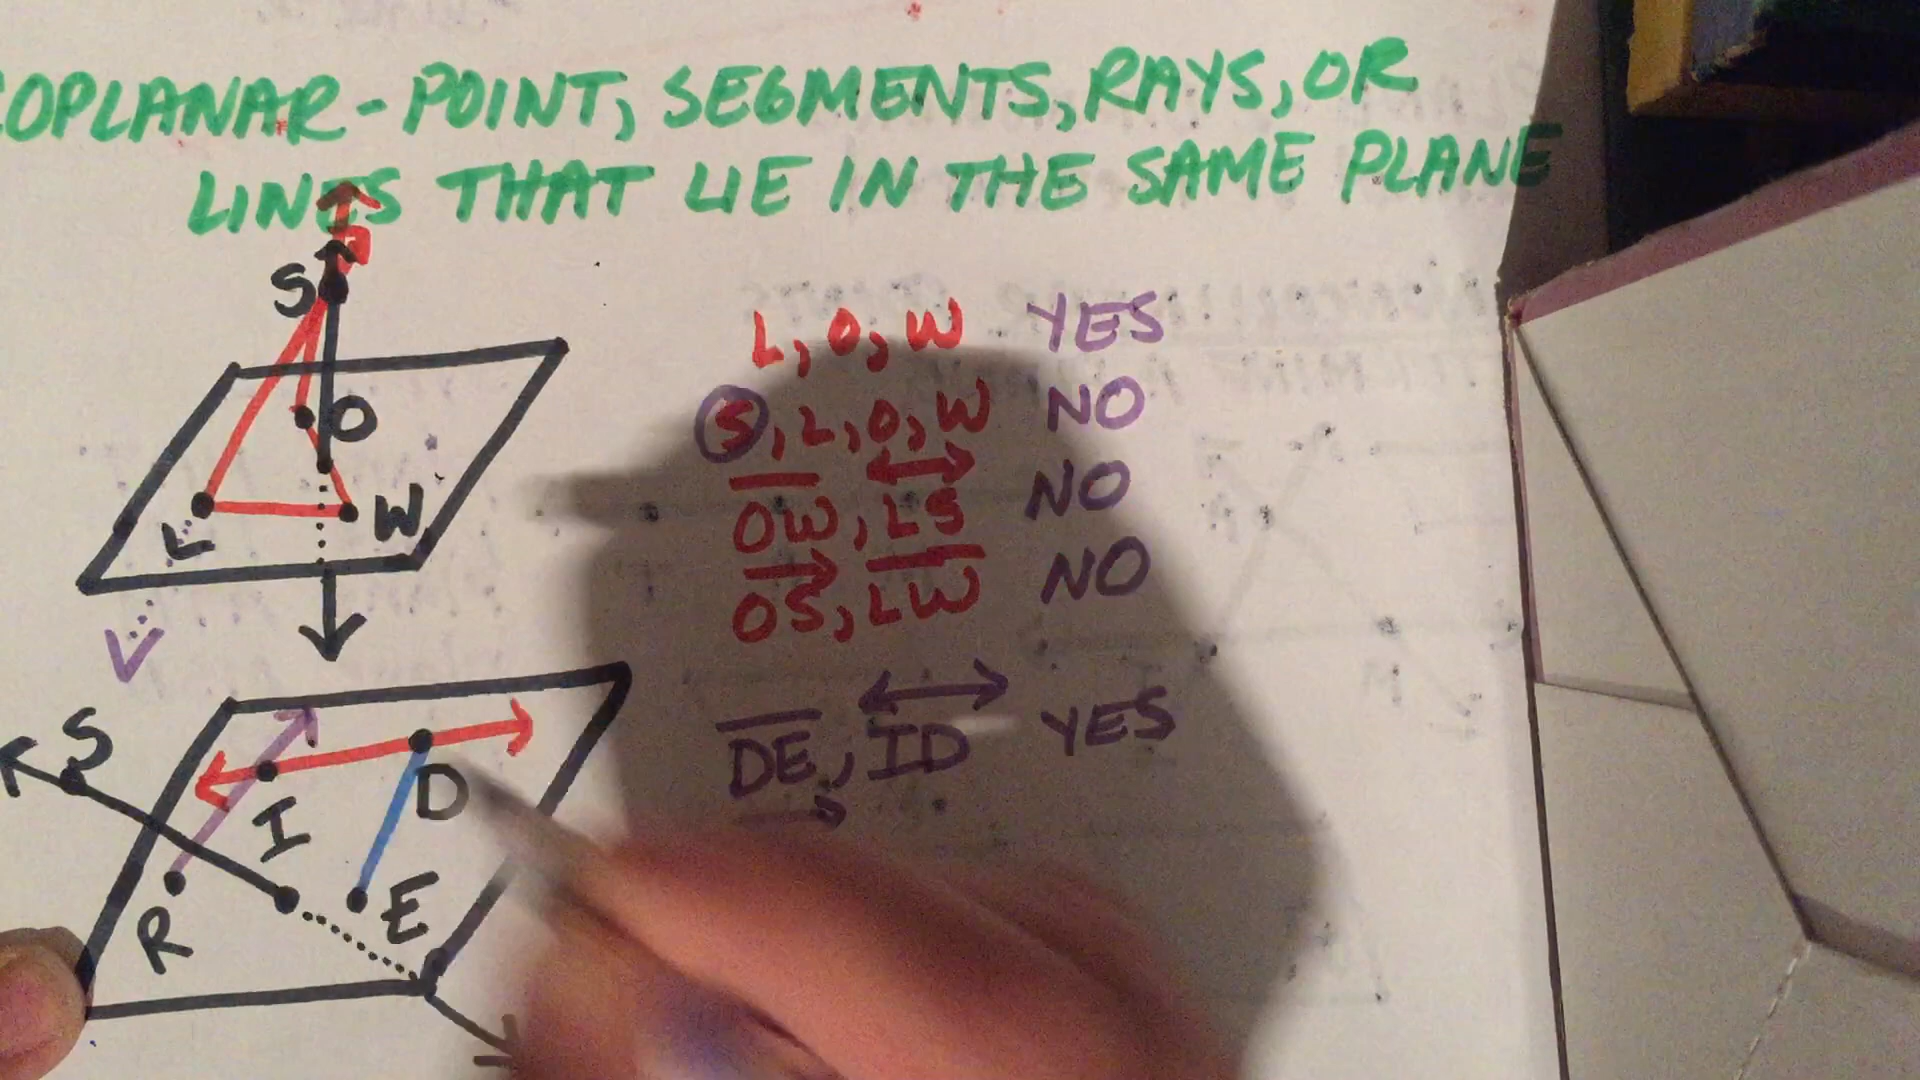 COPLANAR - POINT, SEGMENTS, RAYS, OR
LINES THAT LIE IN THE SAME PLANE
S
O
L
W
L, O, W YES
S, L, O, W NO
OW, LS NO
OS, LW NO
DE, ID YES
S
I
D
R
E